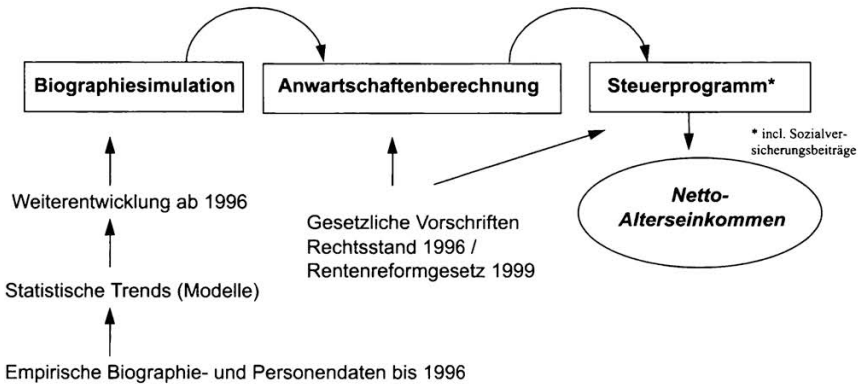 Biographiesimulation
Anwartschaftenberechnung
Steuerprogramm*
* incl. Sozialver-
sicherungsbeiträge
Netto-
Alterseinkommen
Weiterentwicklung ab 1996
Gesetzliche Vorschriften
Rechtsstand 1996 /
Rentenreformgesetz 1999
Statistische Trends (Modelle)
Empirische Biographie- und Personendaten bis 1996